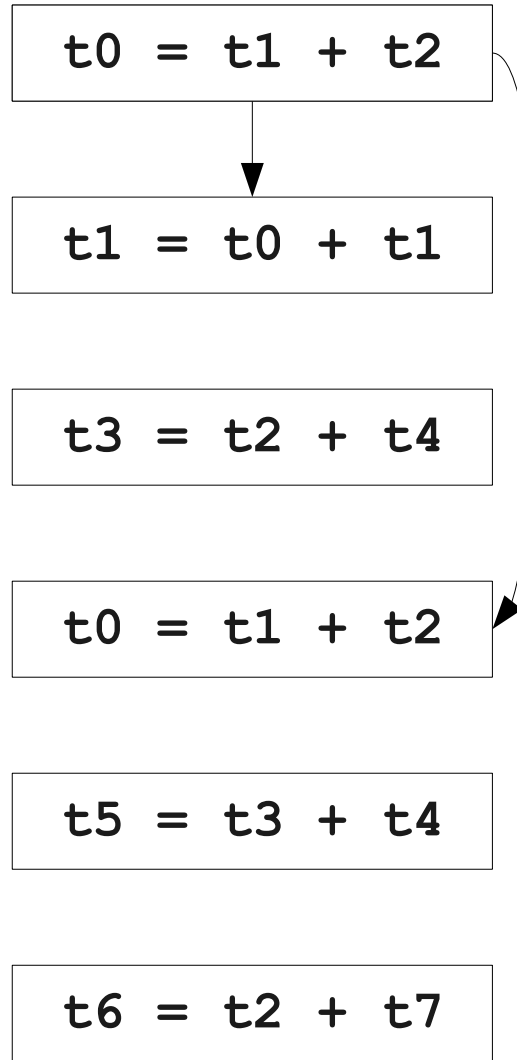 t0 = t1 + t2
t1 = t0 + t1
t3 = t2 + t4
t0 = t1 + t2
t5 = t3 + t4
t6 = t2 + t7